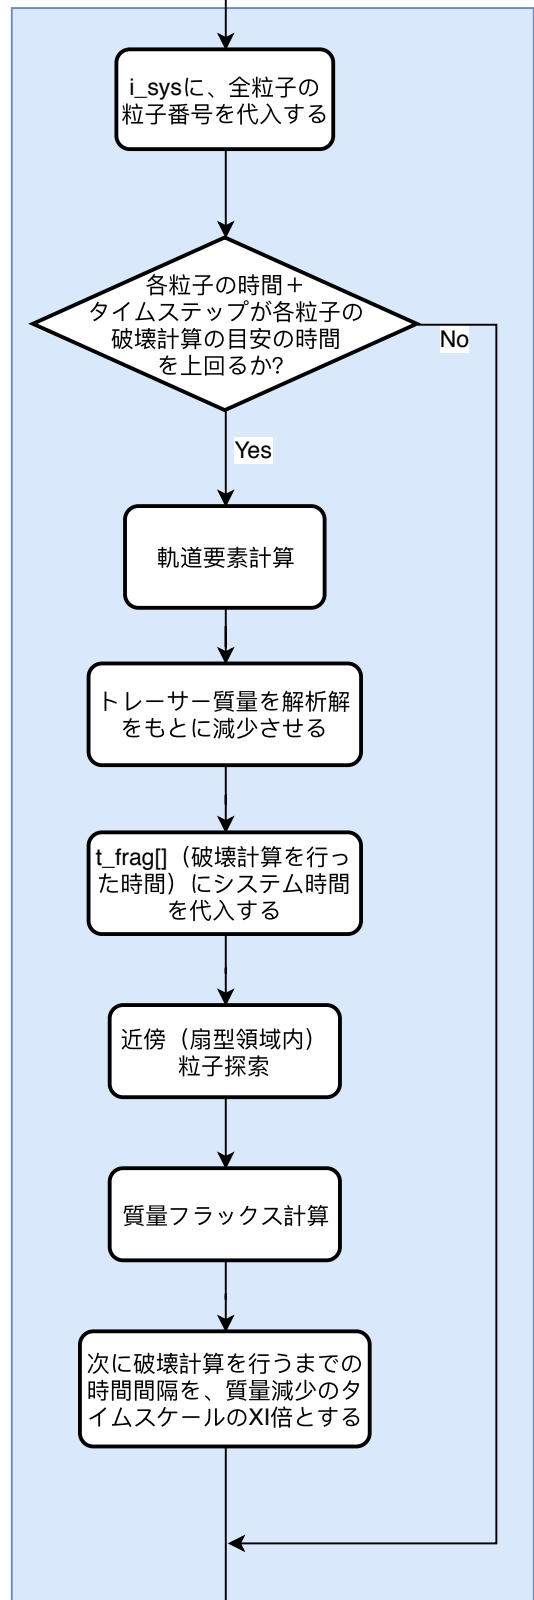 i_sysに、全粒子の
粒子番号を代入する
各粒子の時間＋
タイムステップが各粒子の
破壊計算の目安の時間
を上回るか?
No
Yes
軌道要素計算
トレーサー質量を解析解
をもとに減少させる
t_frag[]（破壊計算を行っ
た時間）にシステム時間
を代入する
近傍（扇型領域内）
粒子探索
質量フラックス計算
次に破壊計算を行うまでの
時間間隔を、質量減少のタ
イムスケールのXI倍とする